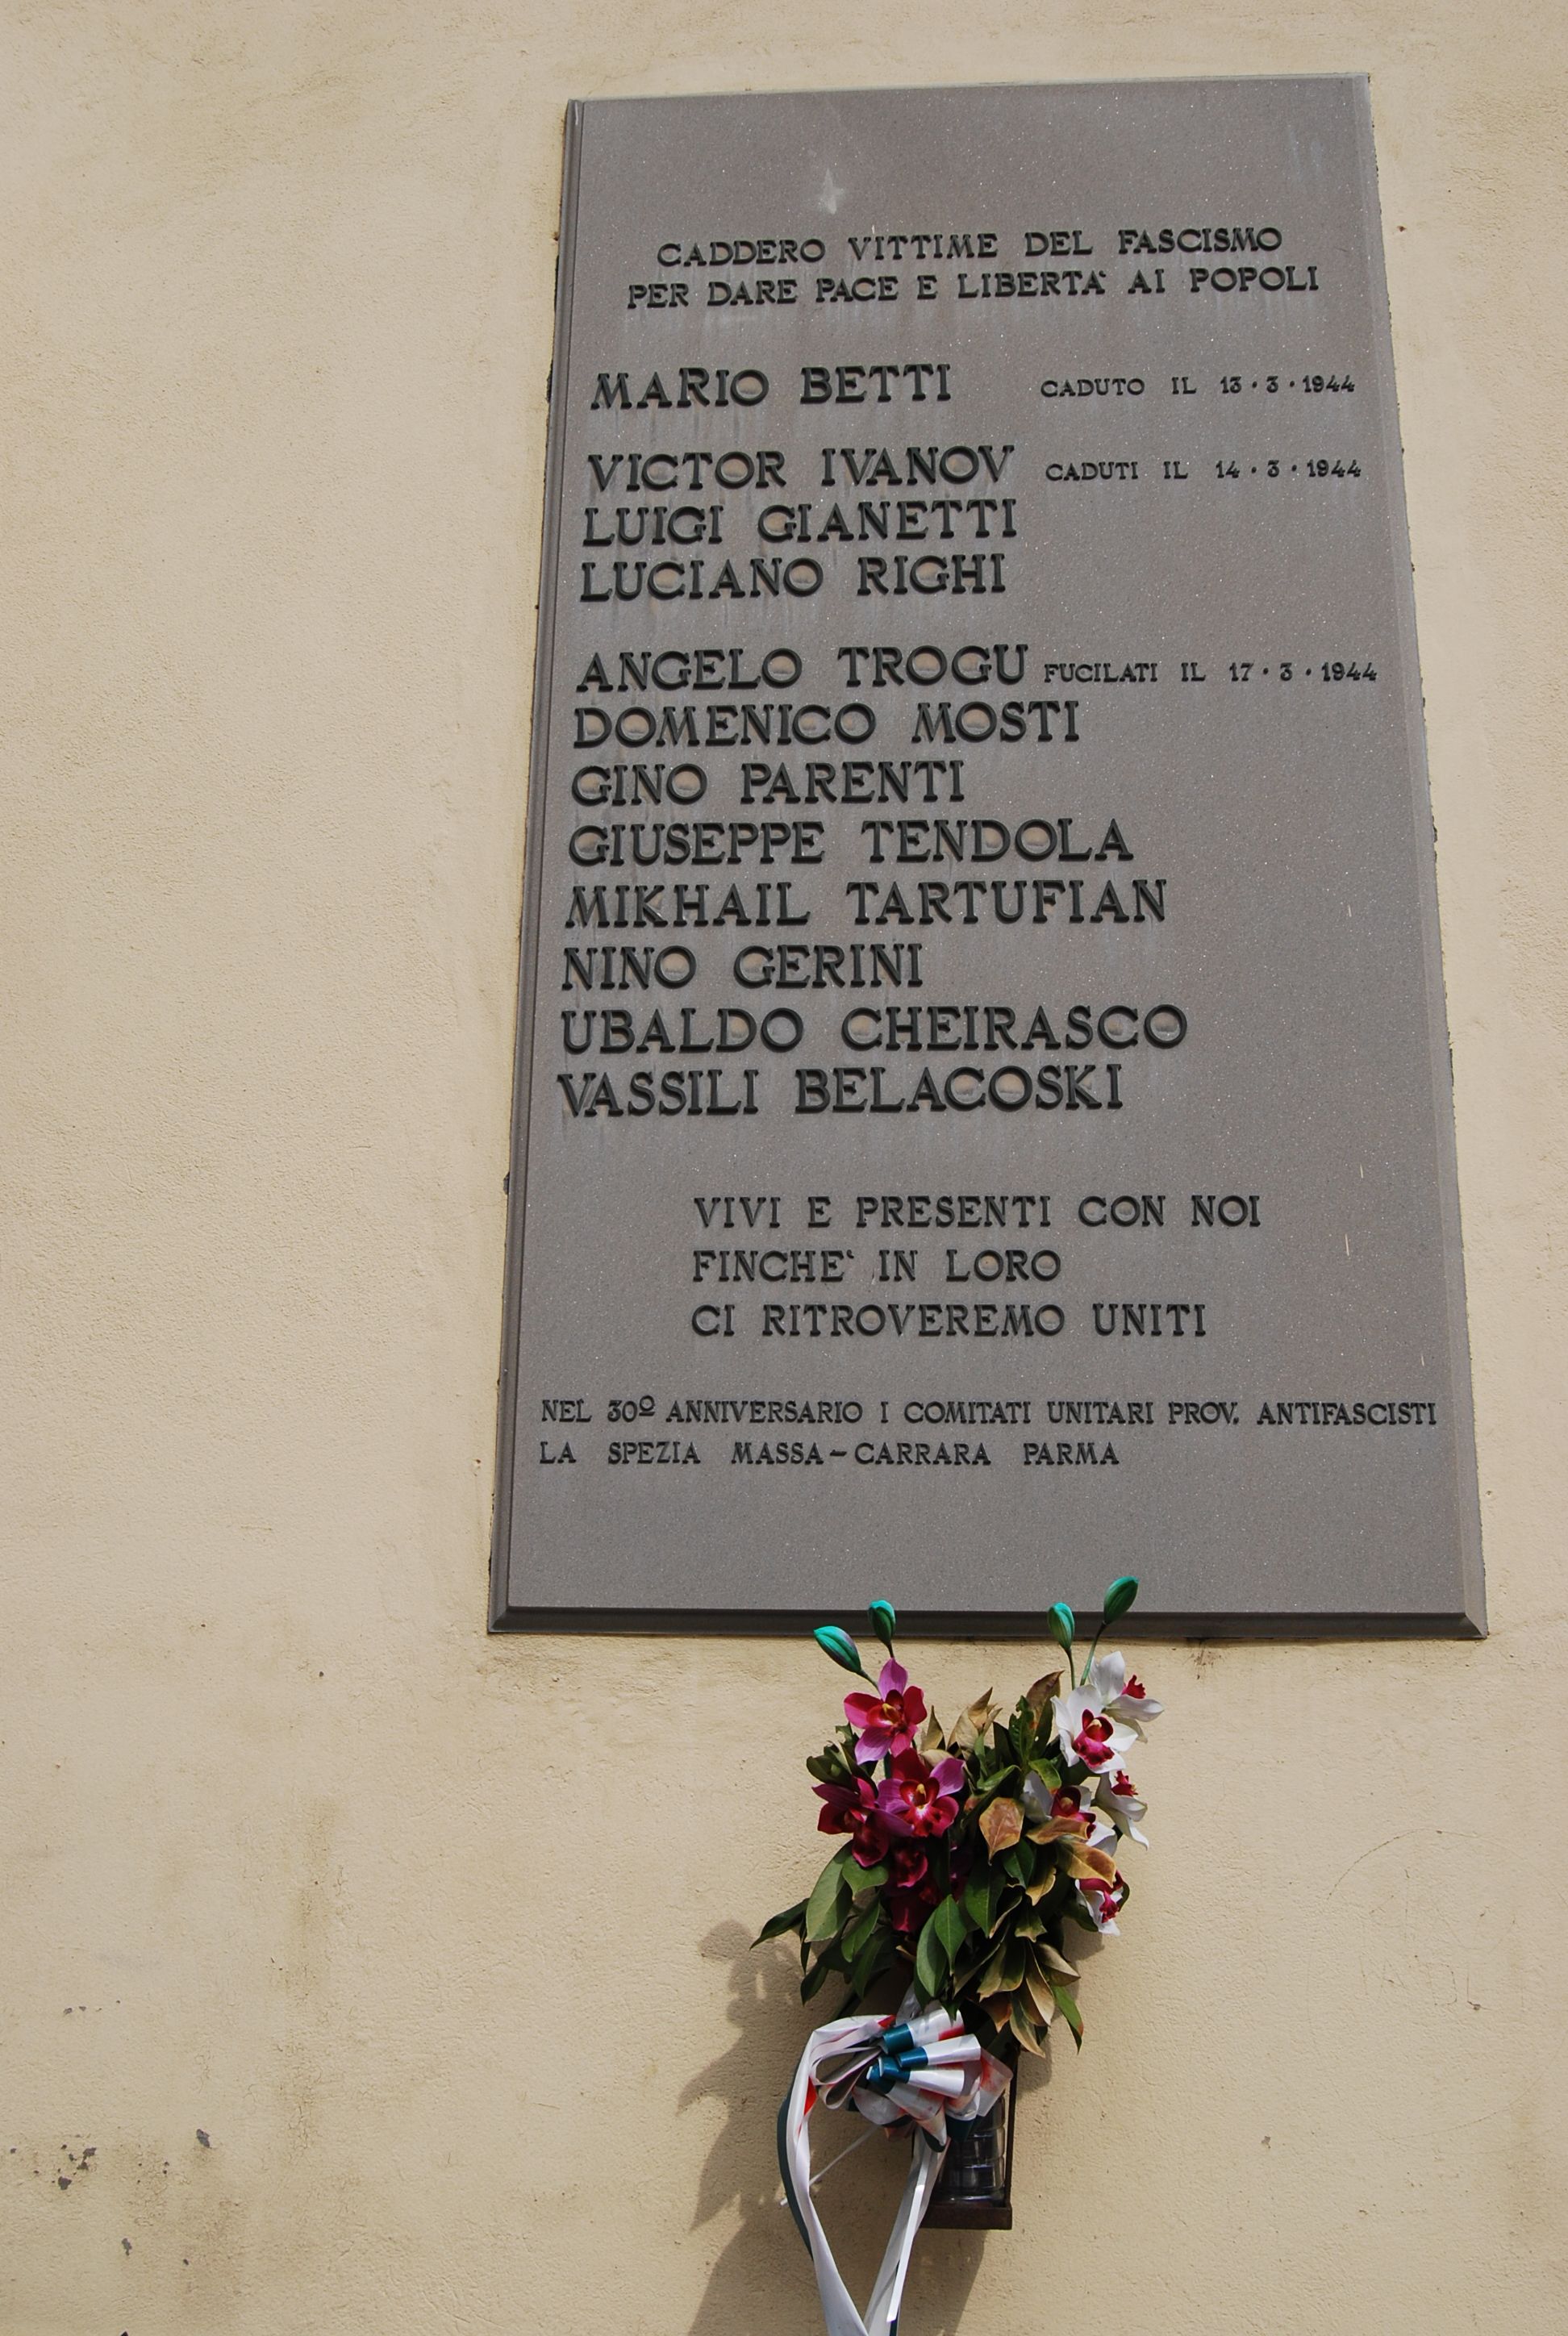 CADDERO VITTIME DEL FASCISMO
PER DARE PACE E LIBERTA' AI POPOLI
MARIO BETTI CADUTO IL 13·3·1944
VICTOR IVANOV CADUTI IL 14·3·1944
LUIGI GIANETTI
LUCIANO RIGHI
ANGELO TROGU FUCILATI IL 17·3·1944
DOMENICO MOSTI
GINO PARENTI
GIUSEPPE TENDOLA
MIKHAIL TARTUFIAN
NINO GERINI
UBALDO CHEIRASCO
VASSILI BELACOSKI
VIVI E PRESENTI CON NOI
FINCHE' IN LORO
CI RITROVEREMO UNITI
NEL 30º ANNIVERSARIO I COMITATI UNITARI PROV. ANTIFASCISTI
LA SPEZIA MASSA-CARRARA PARMA